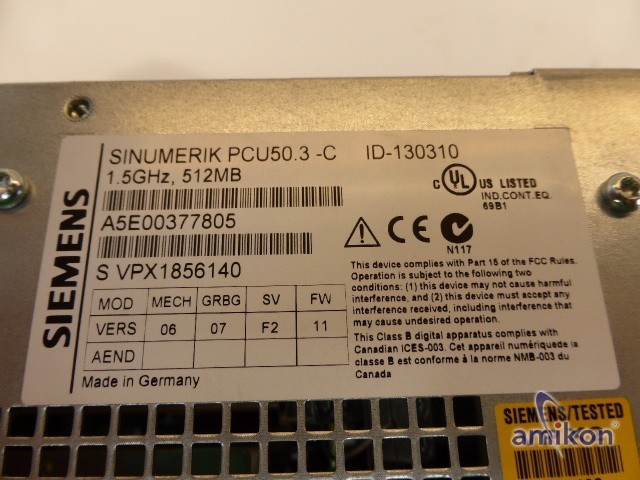 SIEMENS
SINUMERIK PCU50.3 -C ID-130310
1.5GHz, 512MB
A5E00377805
S VPX1856140
C UL US LISTED
IND.CONT.EQ.
69B1
CE
N117
MOD MECH GRBG SV FW
VERS 06 07 F2 11
AEND
Made in Germany
This device complies with Part 15 of the FCC Rules.
Operation is subject to the following two
conditions: (1) this device may not cause harmful
interference, and (2) this device must accept any
interference received, including interference that
may cause undesired operation.
This Class B digital apparatus complies with
Canadian ICES-003. Cet appareil numériquede la
classe B est conforme à la norme NMB-003 du
Canada
SIEMENS/TESTED
amikon